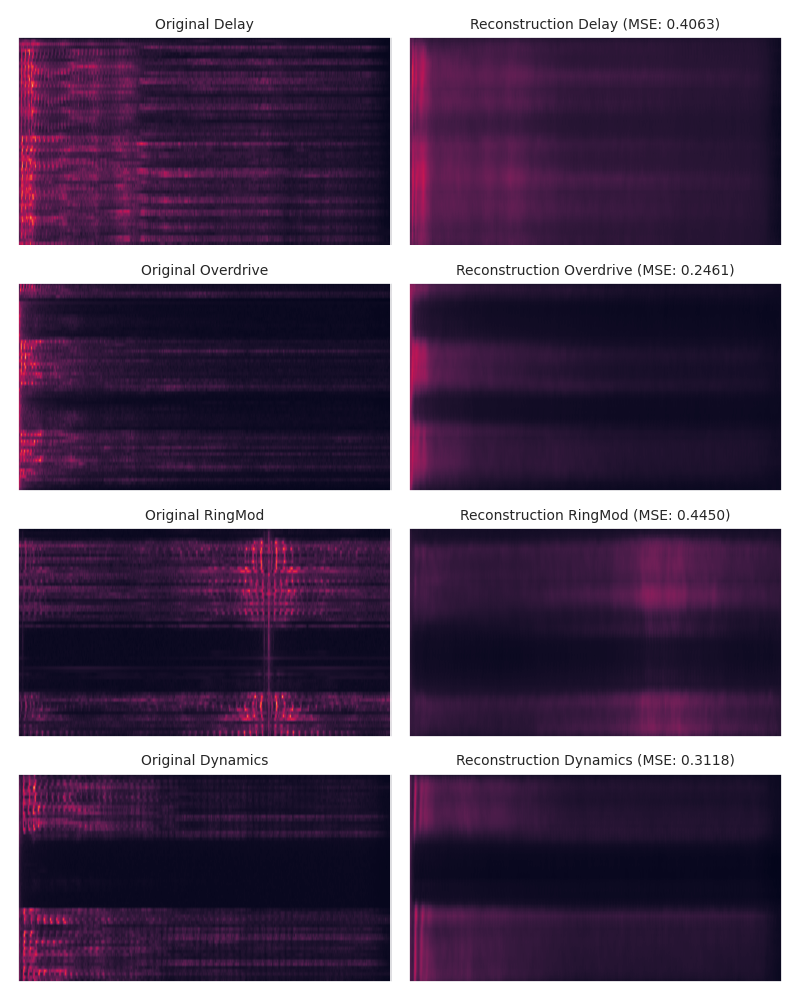 Original Delay
Reconstruction Delay (MSE: 0.4063)
Original Overdrive
Reconstruction Overdrive (MSE: 0.2461)
Original RingMod
Reconstruction RingMod (MSE: 0.4450)
Original Dynamics
Reconstruction Dynamics (MSE: 0.3118)